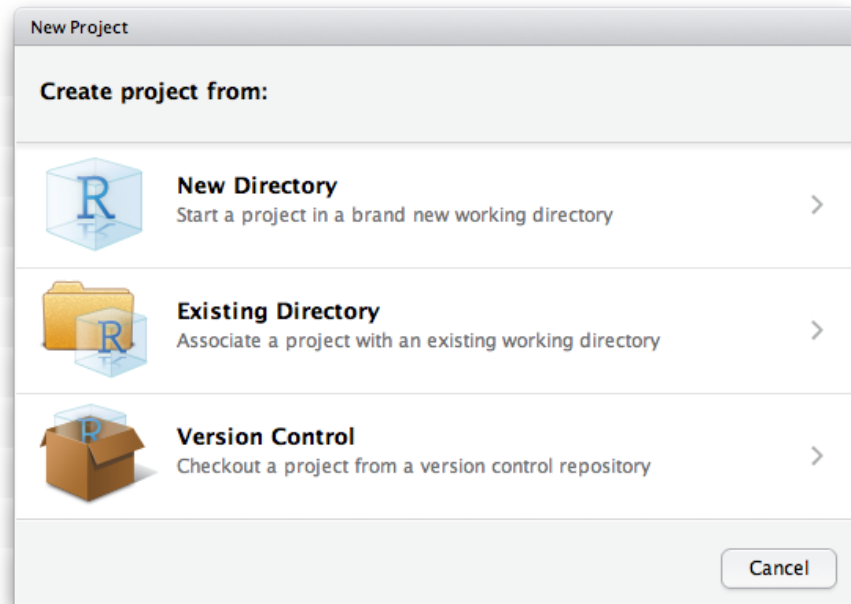 New Project
Create project from:
R
New Directory
Start a project in a brand new working directory
R
Existing Directory
Associate a project with an existing working directory
R
Version Control
Checkout a project from a version control repository
Cancel